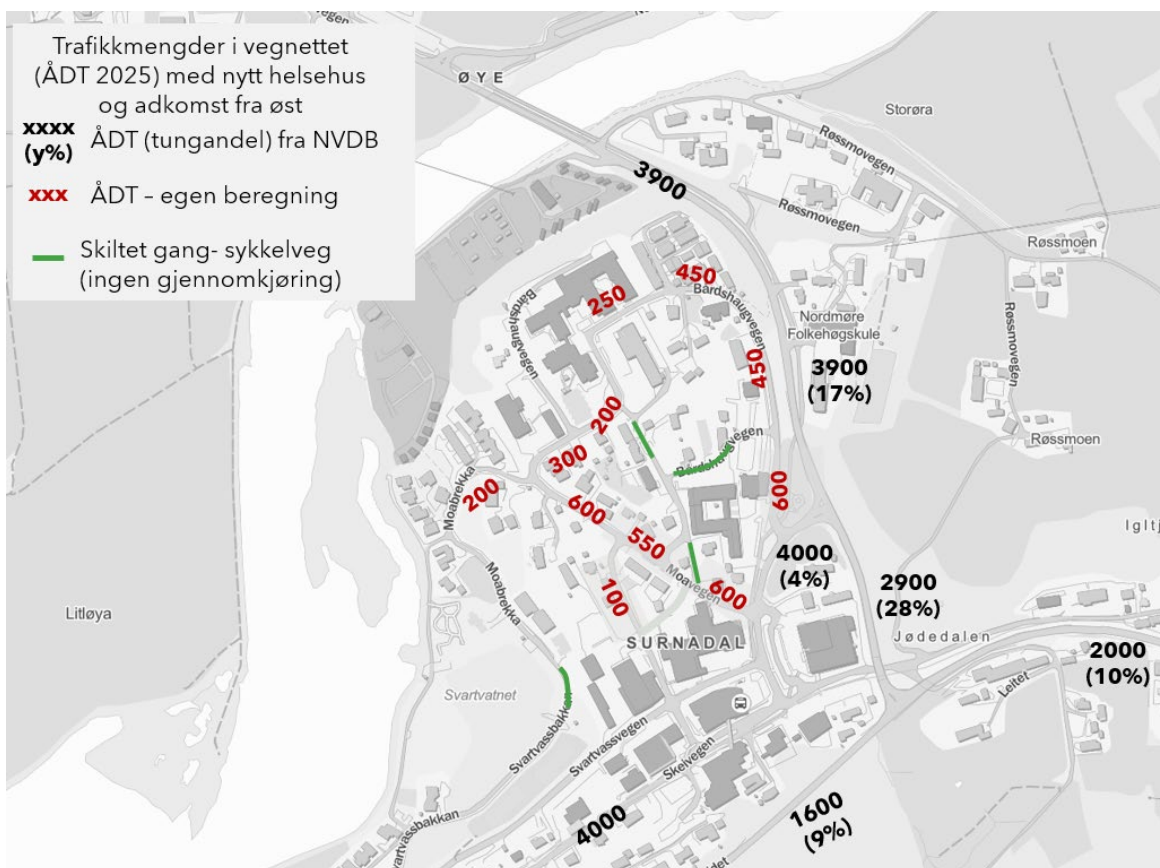 Trafikkmengder i vegnettet
(ÅDT 2025) med nytt helsehus
og adkomst fra øst
xxxx
(y%)
ÅDT (tungandel) fra NVDB
xxx
ÅDT – egen beregning
Skiltet gang- sykkelveg
(ingen gjennomkjøring)
ØYE
Storøra
Røssmovegen
3900
Røssmovegen
Røssmoen
450
Bårdshaugvegen
250
Bårdshaugvegen
Nordmøre
Folkehøgskule
Røssmovegen
450
3900
(17%)
200
Bårdshaugvegen
Røssmoen
300
Moabrekka
200
600
600
550
4000
(4%)
Moavegen
600
100
2900
(28%)
Igltj
Moabrekka
Litløya
SURNADAL
Jødedalen
2000
(10%)
Leitet
Svartvatnet
Svartvassbakkan
Svartvassvegen
Skeivegen
Svartvassbakkan
4000
1600
(9%)